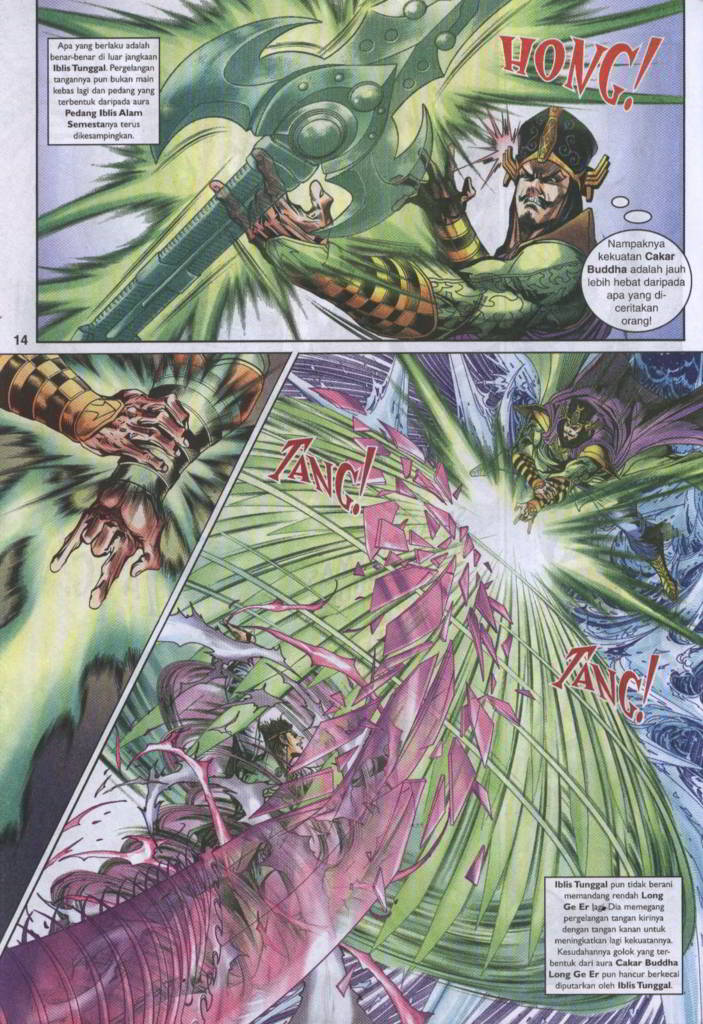 Apa yang berlaku adalah
benar-benar di luar jangkaan
Iblis Tunggal. Pergelangan
tangannya pun bukan main
kebas lagi dan pedang yang
terbentuk daripada aura
Pedang Iblis Alam
Semestanya terus
dikesampingkan.
HONG!
Nampaknya
kekuatan Cakar
Buddha adalah jauh
lebih hebat daripada
apa yang di-
ceritakan
orang!
14
TANG!
TANG!
Iblis Tunggal pun tidak berani
memandang rendah Long
Ge Er lagi. Dia memegang
pergelangan tangan kirinya
dengan tangan kanan untuk
meningkatkan lagi kekuatannya.
Kesudahannya golok yang ter-
bentuk dari aura Cakar Buddha
Long Ge Er pun hancur berkecai
diputarkan oleh Iblis Tunggal.